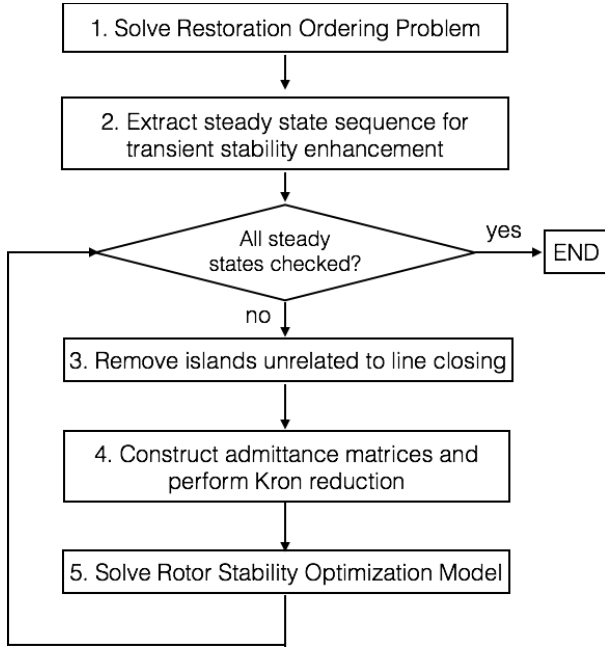 1. Solve Restoration Ordering Problem
2. Extract steady state sequence for
transient stability enhancement
All steady
states checked?
yes
END
no
3. Remove islands unrelated to line closing
4. Construct admittance matrices and
perform Kron reduction
5. Solve Rotor Stability Optimization Model